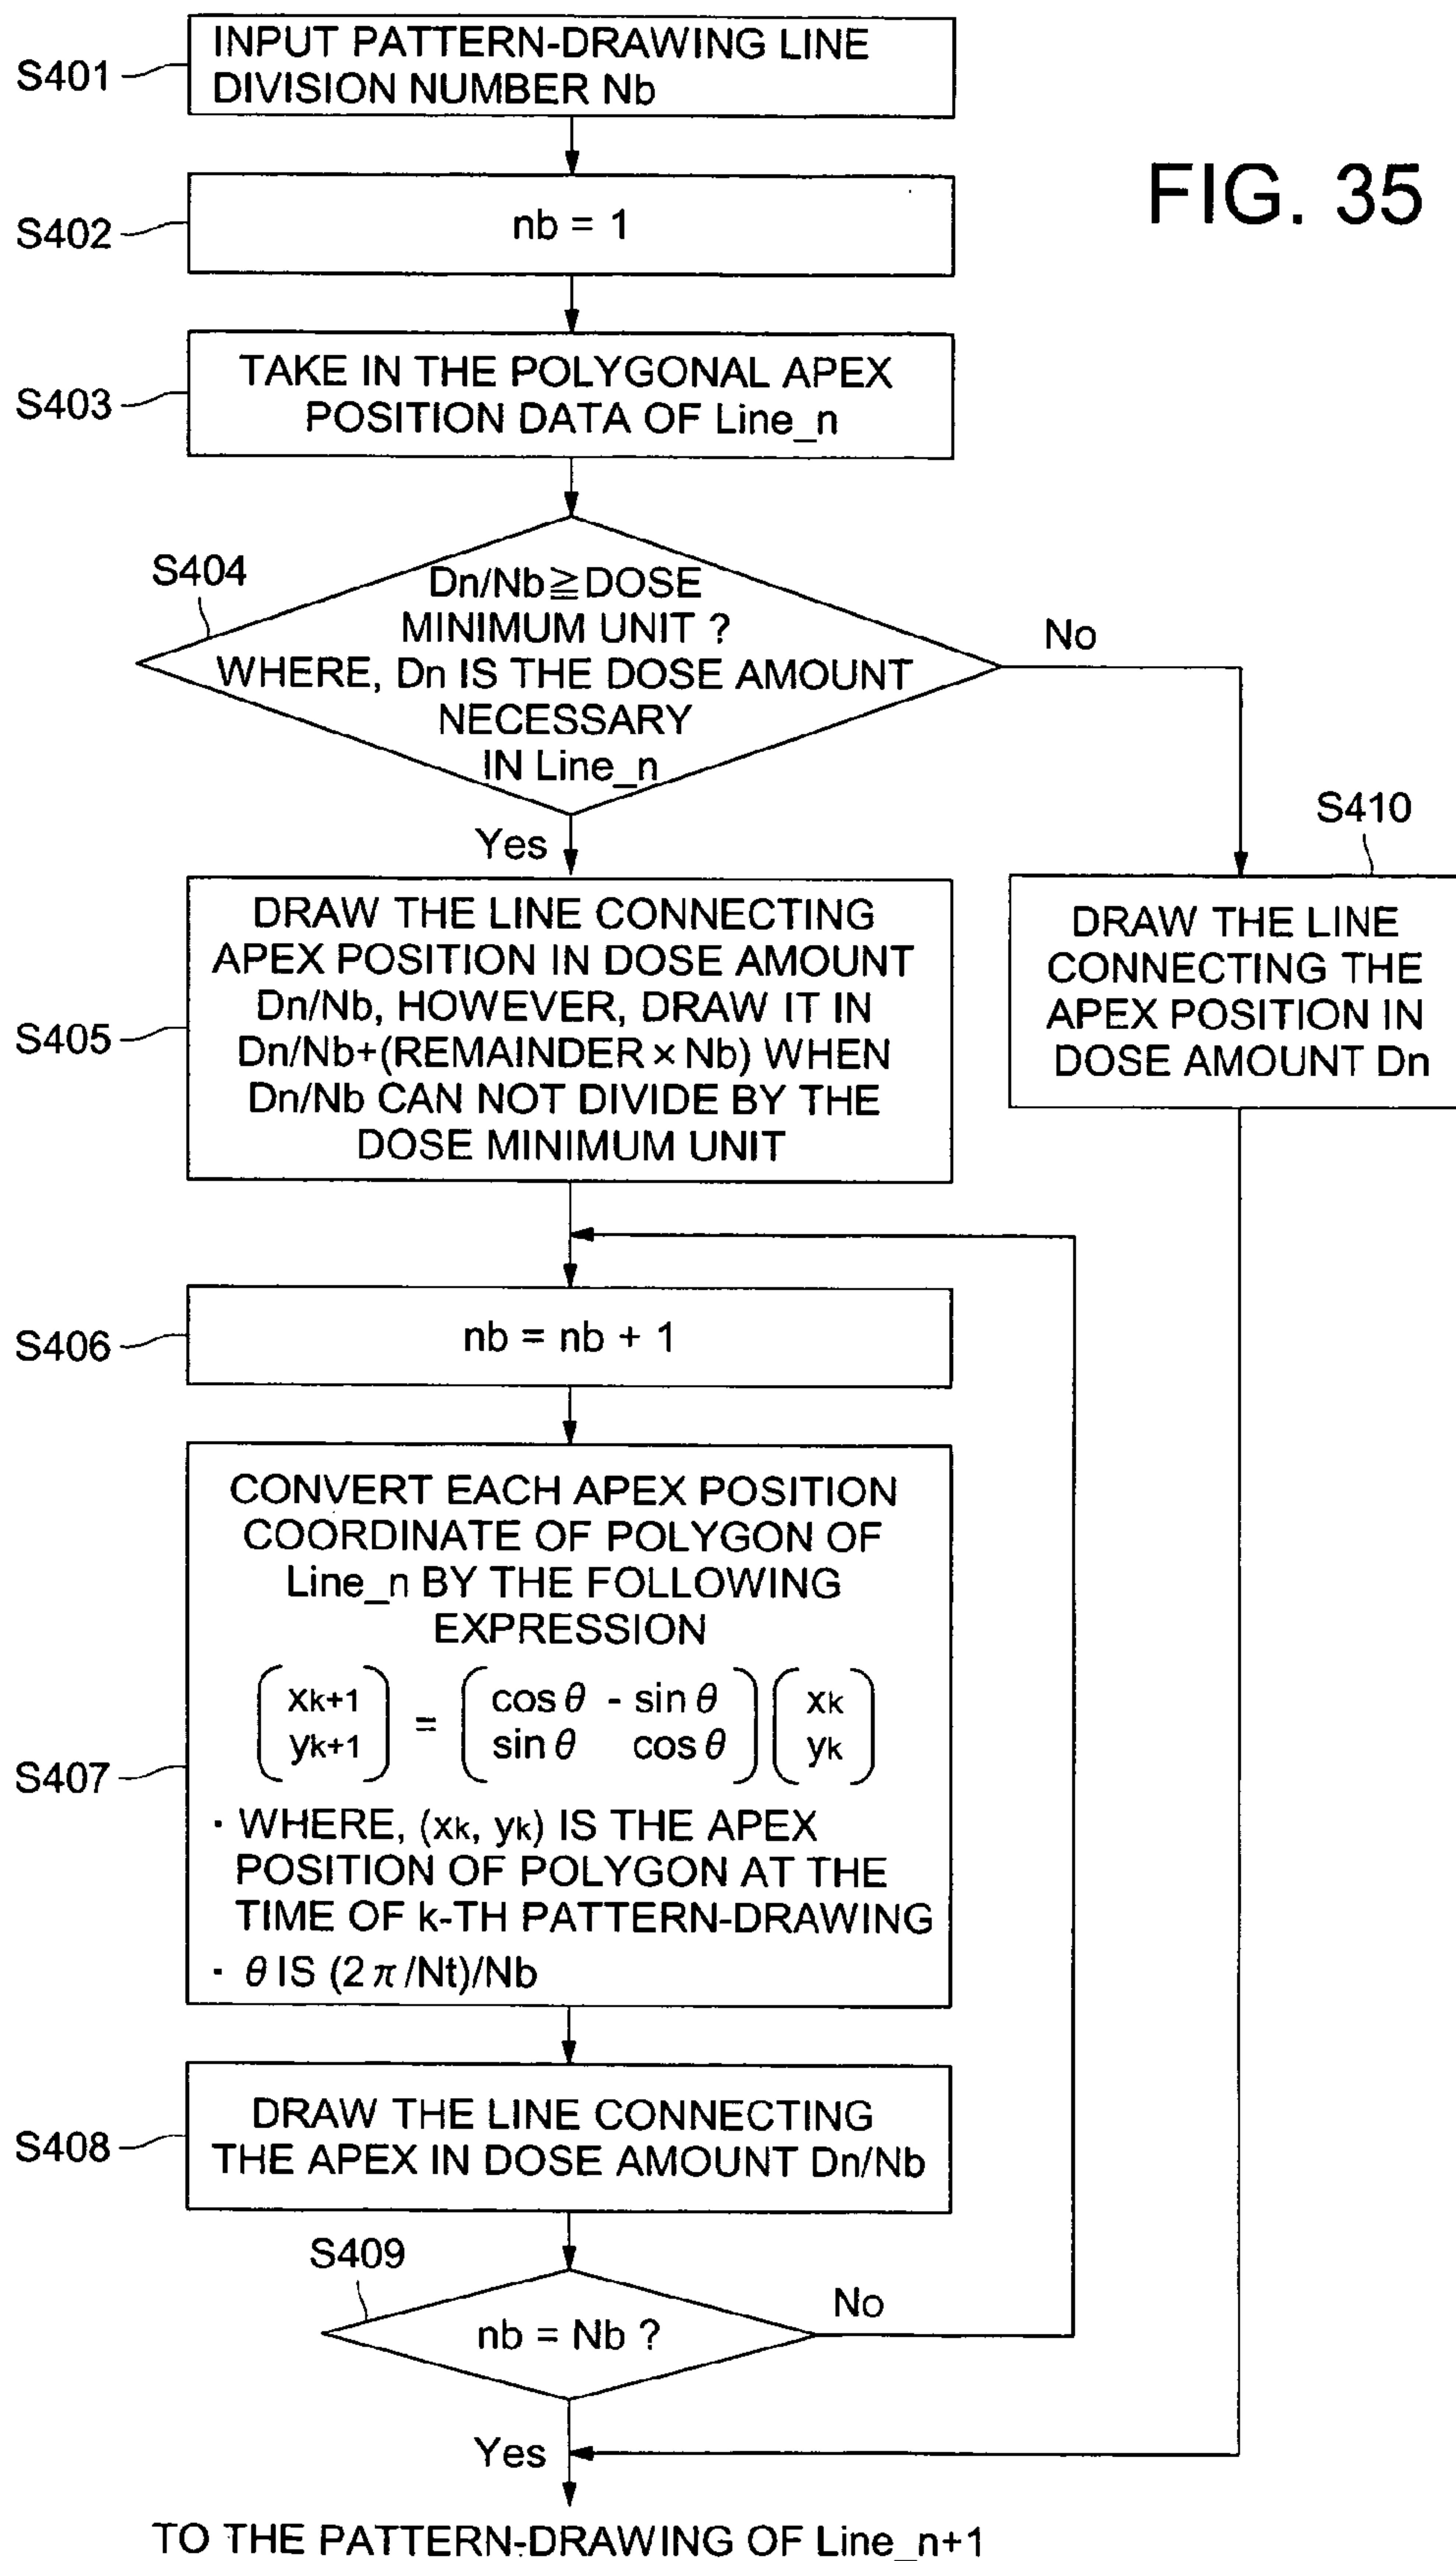 FIG. 35
S401
INPUT PATTERN-DRAWING LINE
DIVISION NUMBER Nb
S402
nb = 1
S403
TAKE IN THE POLYGONAL APEX
POSITION DATA OF Line_n
S404
Dn/Nb≧DOSE
MINIMUM UNIT ?
WHERE, Dn IS THE DOSE AMOUNT
NECESSARY
IN Line_n
No
Yes
S405
DRAW THE LINE CONNECTING
APEX POSITION IN DOSE AMOUNT
Dn/Nb, HOWEVER, DRAW IT IN
Dn/Nb+(REMAINDER × Nb) WHEN
Dn/Nb CAN NOT DIVIDE BY THE
DOSE MINIMUM UNIT
S410
DRAW THE LINE
CONNECTING THE
APEX POSITION IN
DOSE AMOUNT Dn
S406
nb = nb + 1
S407
CONVERT EACH APEX POSITION
COORDINATE OF POLYGON OF
Line_n BY THE FOLLOWING
EXPRESSION
(xk+1 yk+1) = (cos θ - sin θ sin θ cos θ) (xk yk)
· WHERE, (xk, yk) IS THE APEX
POSITION OF POLYGON AT THE
TIME OF k-TH PATTERN-DRAWING
· θ IS (2π/Nt)/Nb
S408
DRAW THE LINE CONNECTING
THE APEX IN DOSE AMOUNT Dn/Nb
S409
nb = Nb ?
No
Yes
TO THE PATTERN-DRAWING OF Line_n+1